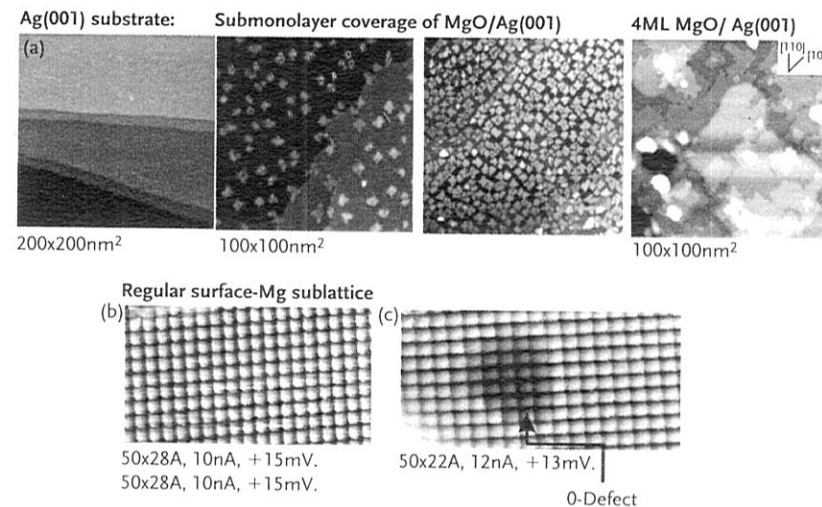 Ag(001) substrate:
Submonolayer coverage of MgO/Ag(001)
4ML MgO/ Ag(001)
(a)
[110]
[10
200x200nm²
100x100nm²
100x100nm²
Regular surface-Mg sublattice
(b)
(c)
50x28A, 10nA, +15mV.
50x28A, 10nA, +15mV.
50x22A, 12nA, +13mV.
0-Defect